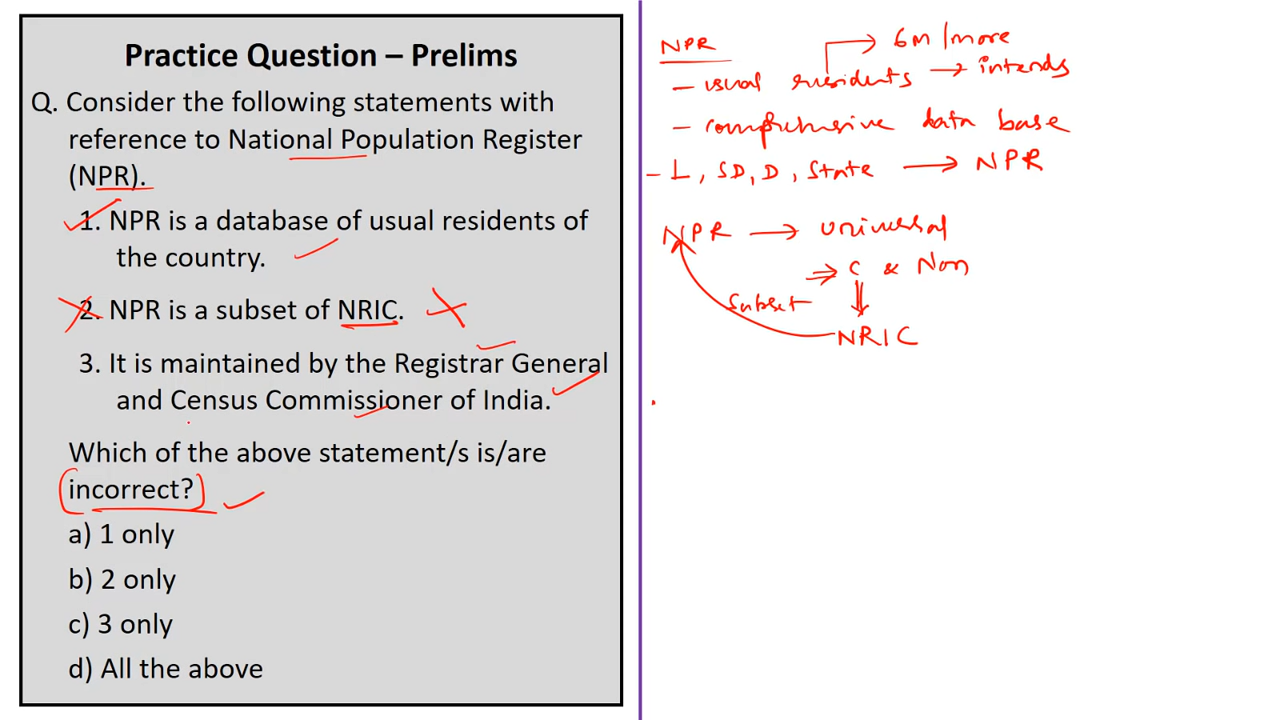 Practice Question – Prelims
Q. Consider the following statements with
reference to National Population Register
(NPR).
1. NPR is a database of usual residents of
the country.
2. NPR is a subset of NRIC.
3. It is maintained by the Registrar General
and Census Commissioner of India.
Which of the above statement/s is/are
incorrect?
a) 1 only
b) 2 only
c) 3 only
d) All the above
NPR
6m/more
- usual residents → intends
- comprehensive data base
- L, SD, D, State → NPR
NPR → universal
⇒ C & Non
Subset
NRIC